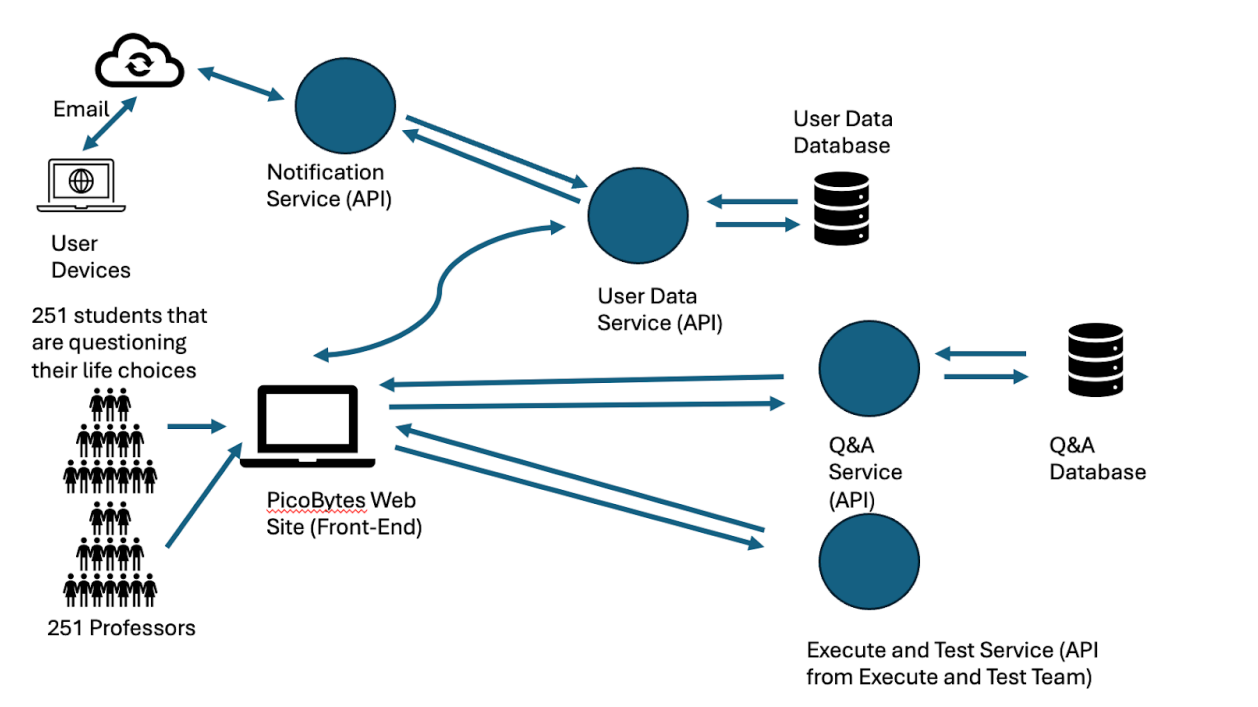 Email
Notification
Service (API)
User Data
Database
User
Devices
User Data
Service (API)
251 students that
are questioning
their life choices
Q&A
Service
(API)
Q&A
Database
PicoBytes Web
Site (Front-End)
251 Professors
Execute and Test Service (API
from Execute and Test Team)